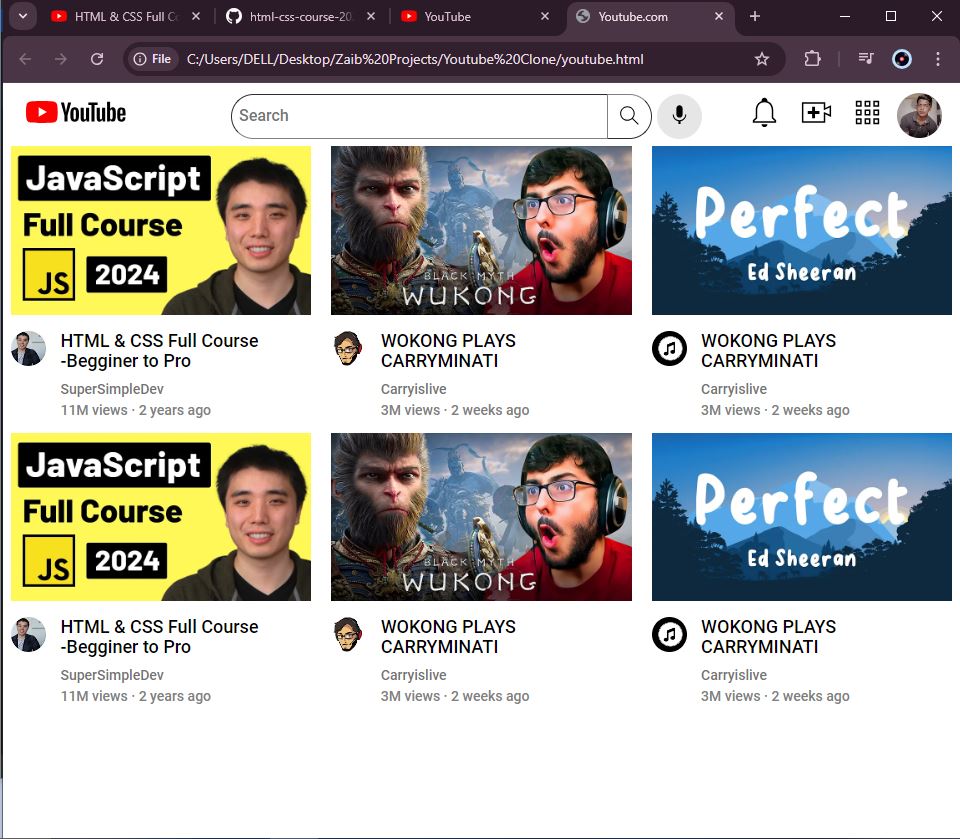 HTML & CSS Full Co
html-css-course-20
YouTube
Youtube.com
File
C:/Users/DELL/Desktop/Zaib%20Projects/Youtube%20Clone/youtube.html
YouTube
Search
JavaScript
Full Course
JS
2024
BLACK MYTH
WUKONG
Perfect
Ed Sheeran
HTML & CSS Full Course
-Begginer to Pro
SuperSimpleDev
11M views · 2 years ago
WOKONG PLAYS
CARRYMINATI
Carryislive
3M views · 2 weeks ago
WOKONG PLAYS
CARRYMINATI
Carryislive
3M views · 2 weeks ago
JavaScript
Full Course
JS
2024
BLACK MYTH
WUKONG
Perfect
Ed Sheeran
HTML & CSS Full Course
-Begginer to Pro
SuperSimpleDev
11M views · 2 years ago
WOKONG PLAYS
CARRYMINATI
Carryislive
3M views · 2 weeks ago
WOKONG PLAYS
CARRYMINATI
Carryislive
3M views · 2 weeks ago